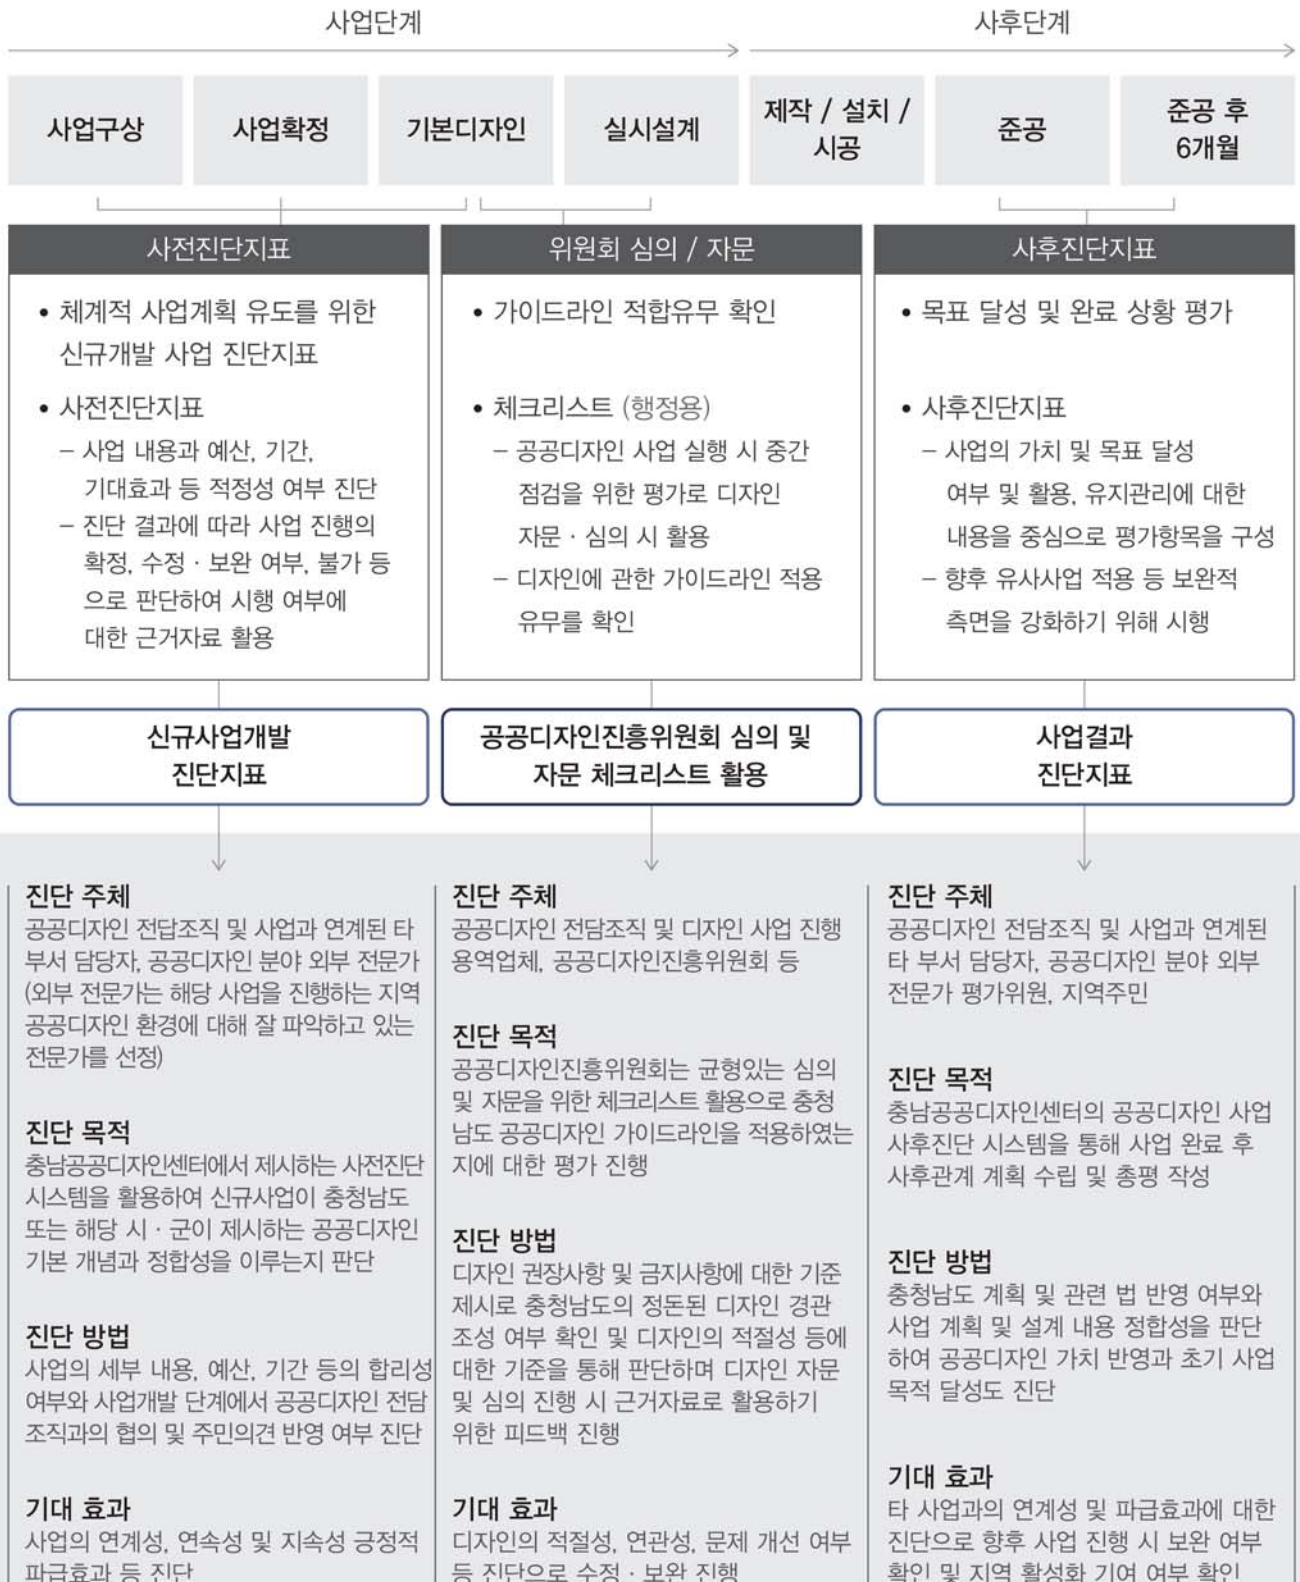 사업단계
사후단계
사업구상
사업확정
기본디자인
실시설계
제작 / 설치 /
시공
준공
준공 후
6개월
사전진단지표
• 체계적 사업계획 유도를 위한
신규개발 사업 진단지표
• 사전진단지표
– 사업 내용과 예산, 기간,
기대효과 등 적정성 여부 진단
– 진단 결과에 따라 사업 진행의
확정, 수정 · 보완 여부, 불가 등
으로 판단하여 시행 여부에
대한 근거자료 활용
위원회 심의 / 자문
• 가이드라인 적합유무 확인
• 체크리스트 (행정용)
– 공공디자인 사업 실행 시 중간
점검을 위한 평가로 디자인
자문 · 심의 시 활용
– 디자인에 관한 가이드라인 적용
유무를 확인
사후진단지표
• 목표 달성 및 완료 상황 평가
• 사후진단지표
– 사업의 가치 및 목표 달성
여부 및 활용, 유지관리에 대한
내용을 중심으로 평가항목을 구성
– 향후 유사사업 적용 등 보완적
측면을 강화하기 위해 시행
신규사업개발
진단지표
공공디자인진흥위원회 심의 및
자문 체크리스트 활용
사업결과
진단지표
진단 주체
공공디자인 전답조직 및 사업과 연계된 타
부서 담당자, 공공디자인 분야 외부 전문가
(외부 전문가는 해당 사업을 진행하는 지역
공공디자인 환경에 대해 잘 파악하고 있는
전문가를 선정)
진단 목적
충남공공디자인센터에서 제시하는 사전진단
시스템을 활용하여 신규사업이 충청남도
또는 해당 시 · 군이 제시하는 공공디자인
기본 개념과 정합성을 이루는지 판단
진단 방법
사업의 세부 내용, 예산, 기간 등의 합리성
여부와 사업개발 단계에서 공공디자인 전담
조직과의 협의 및 주민의견 반영 여부 진단
기대 효과
사업의 연계성, 연속성 및 지속성 긍정적
파급효과 등 진단
진단 주체
공공디자인 전담조직 및 디자인 사업 진행
용역업체, 공공디자인진흥위원회 등
진단 목적
공공디자인진흥위원회는 균형있는 심의
및 자문을 위한 체크리스트 활용으로 충청
남도 공공디자인 가이드라인을 적용하였는
지에 대한 평가 진행
진단 방법
디자인 권장사항 및 금지사항에 대한 기준
제시로 충청남도의 정돈된 디자인 경관
조성 여부 확인 및 디자인의 적절성 등에
대한 기준을 통해 판단하며 디자인 자문
및 심의 진행 시 근거자료로 활용하기
위한 피드백 진행
기대 효과
디자인의 적절성, 연관성, 문제 개선 여부
등 진단으로 수정 · 보완 진행
진단 주체
공공디자인 전담조직 및 사업과 연계된
타 부서 담당자, 공공디자인 분야 외부
전문가 평가위원, 지역주민
진단 목적
충남공공디자인센터의 공공디자인 사업
사후진단 시스템을 통해 사업 완료 후
사후관계 계획 수립 및 총평 작성
진단 방법
충청남도 계획 및 관련 법 반영 여부와
사업 계획 및 설계 내용 정합성을 판단
하여 공공디자인 가치 반영과 초기 사업
목적 달성도 진단
기대 효과
타 사업과의 연계성 및 파급효과에 대한
진단으로 향후 사업 진행 시 보완 여부
확인 및 지역 활성화 기여 여부 확인